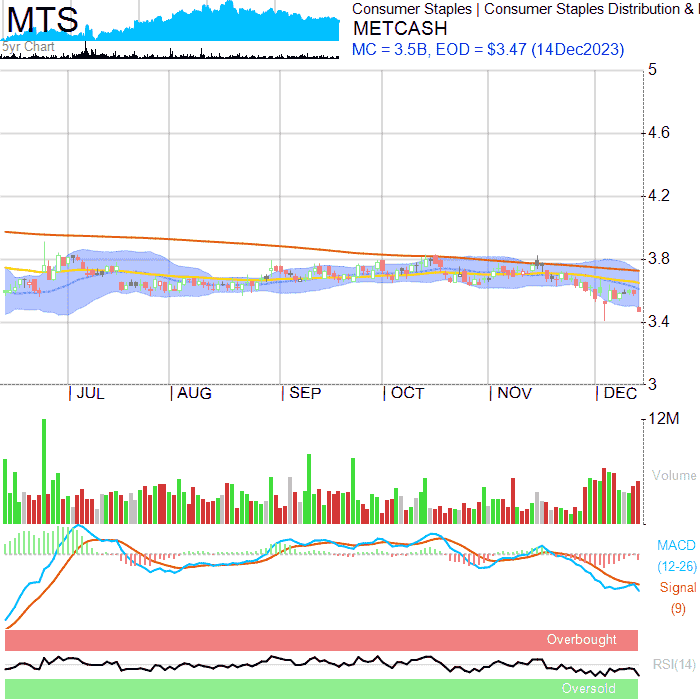 MTS
5yr Chart
Consumer Staples | Consumer Staples Distribution &
METCASH
MC = 3.5B, EOD = $3.47 (14Dec2023)
5
4.6
4.2
3.8
3.4
3
JUL
AUG
SEP
OCT
NOV
DEC
12M
Volume
MACD
(12-26)
Signal
(9)
Overbought
RSI(14)
Oversold